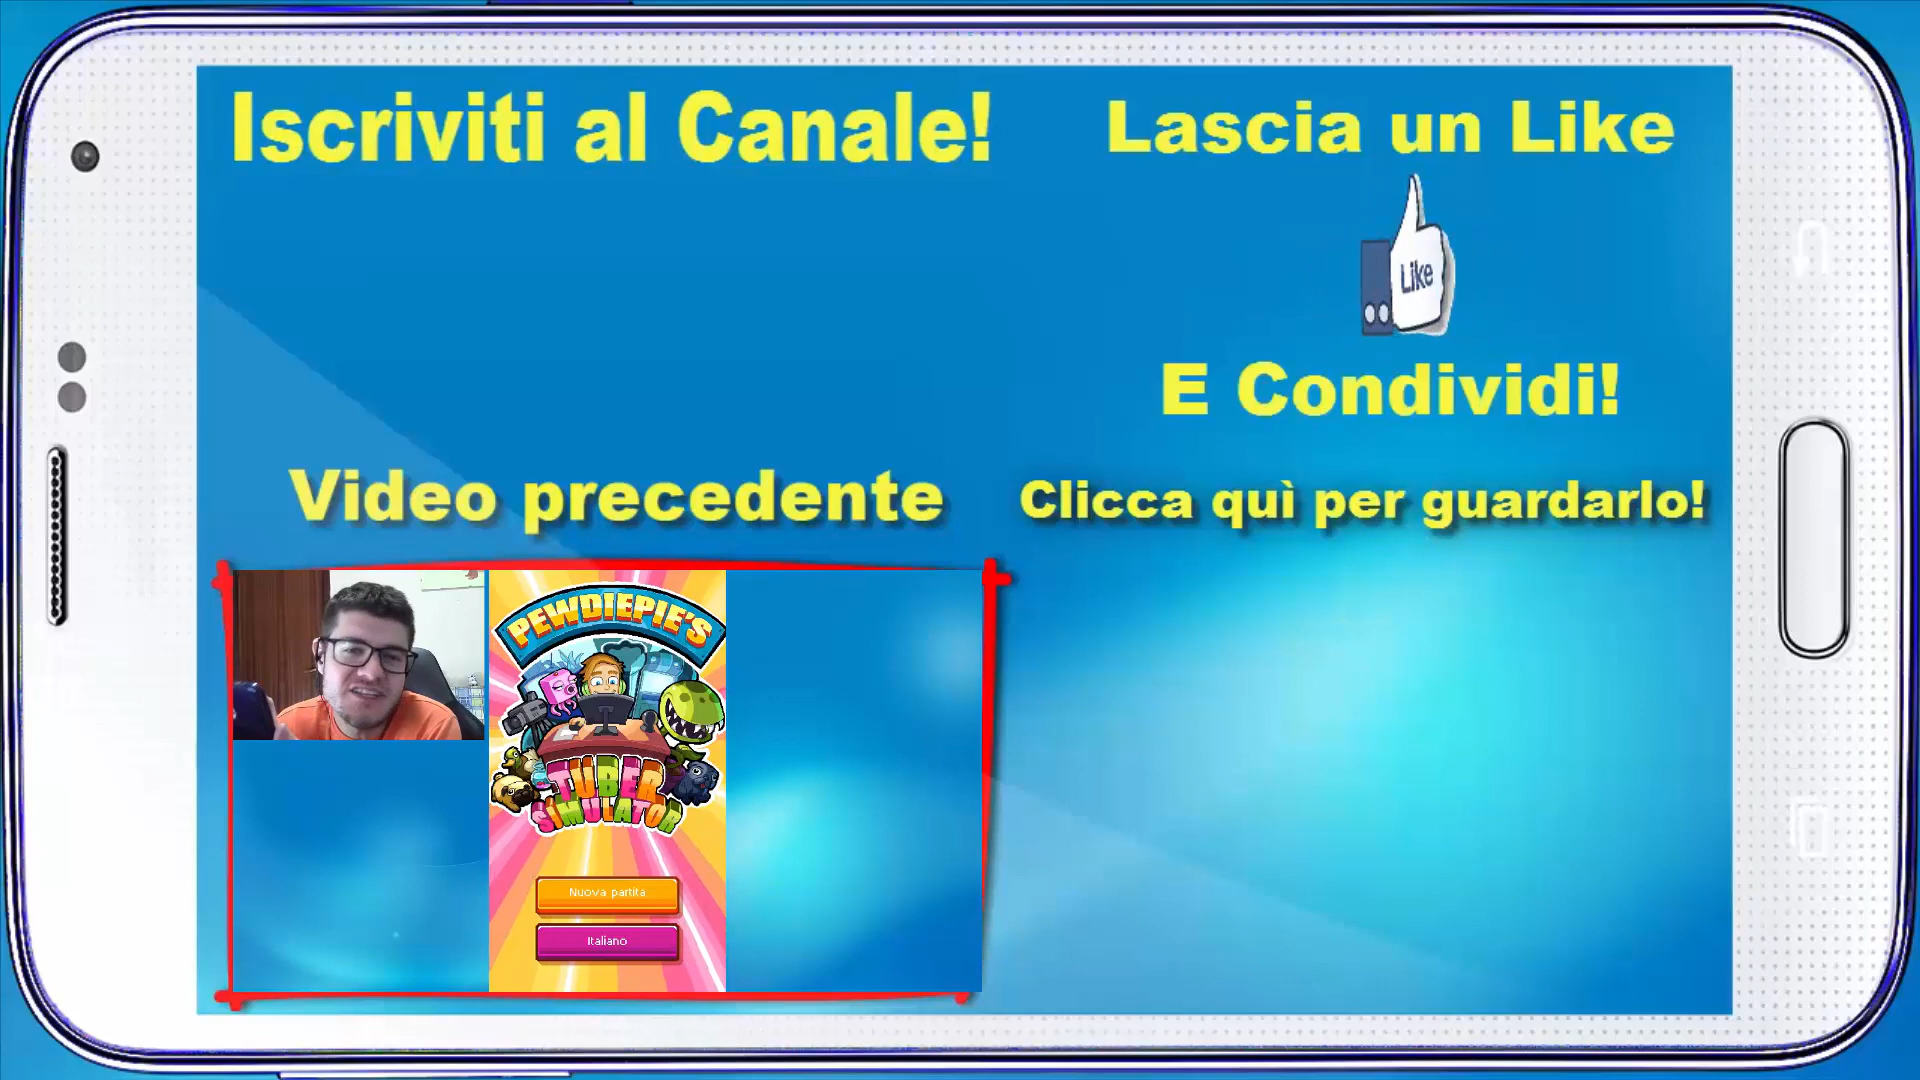 Iscriviti al Canale!
Lascia un Like
Like
E Condividi!
Video precedente
Clicca quì per guardarlo!
PEWDIEPIE'S
TUBER
SIMULATOR
Nuova partita
Italiano